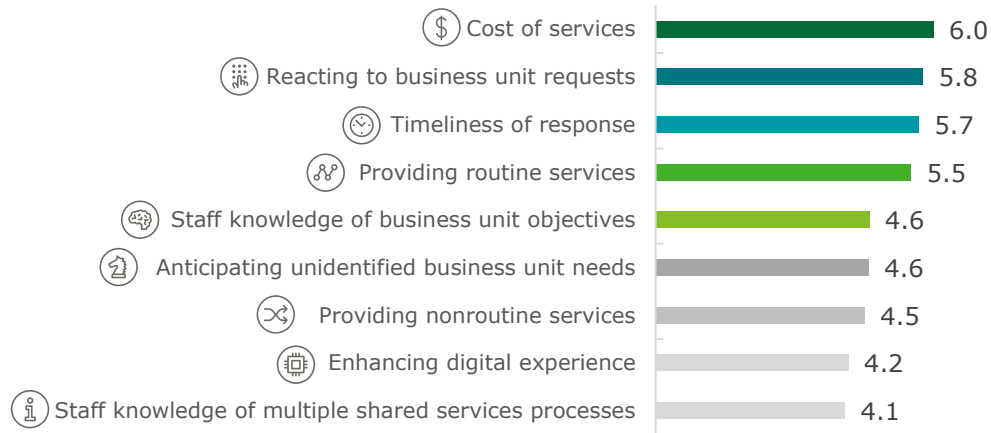 Cost of services 6.0
Reacting to business unit requests 5.8
Timeliness of response 5.7
Providing routine services 5.5
Staff knowledge of business unit objectives 4.6
Anticipating unidentified business unit needs 4.6
Providing nonroutine services 4.5
Enhancing digital experience 4.2
Staff knowledge of multiple shared services processes 4.1